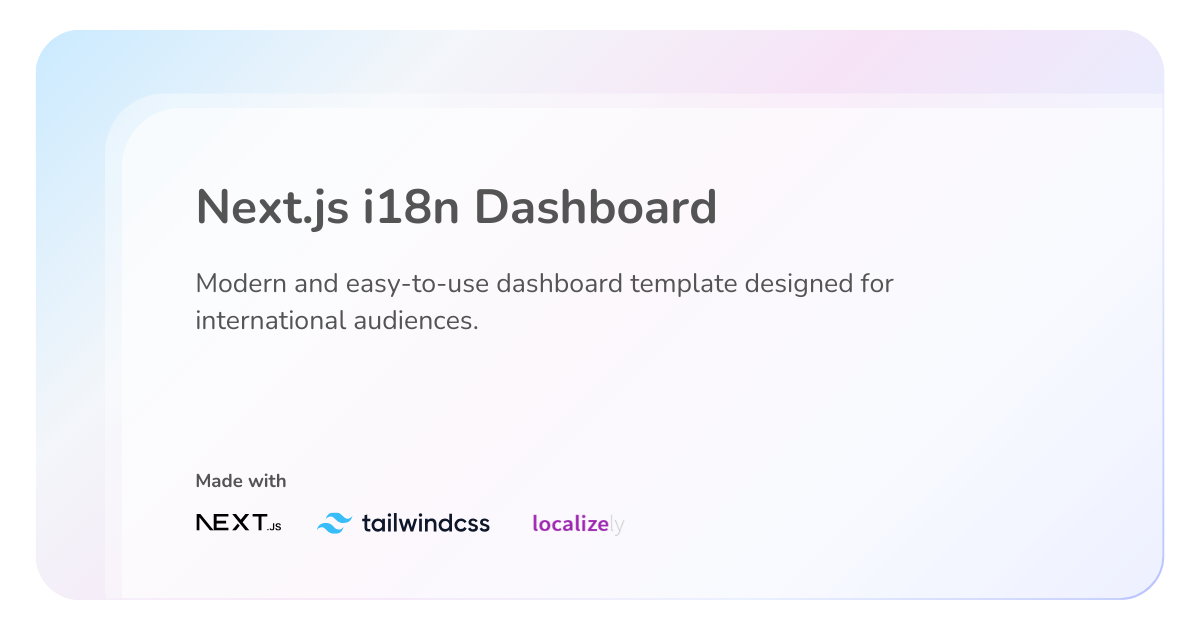 Next.js i18n Dashboard
Modern and easy-to-use dashboard template designed for
international audiences.
Made with
NEXT.JS tailwindcss localizely